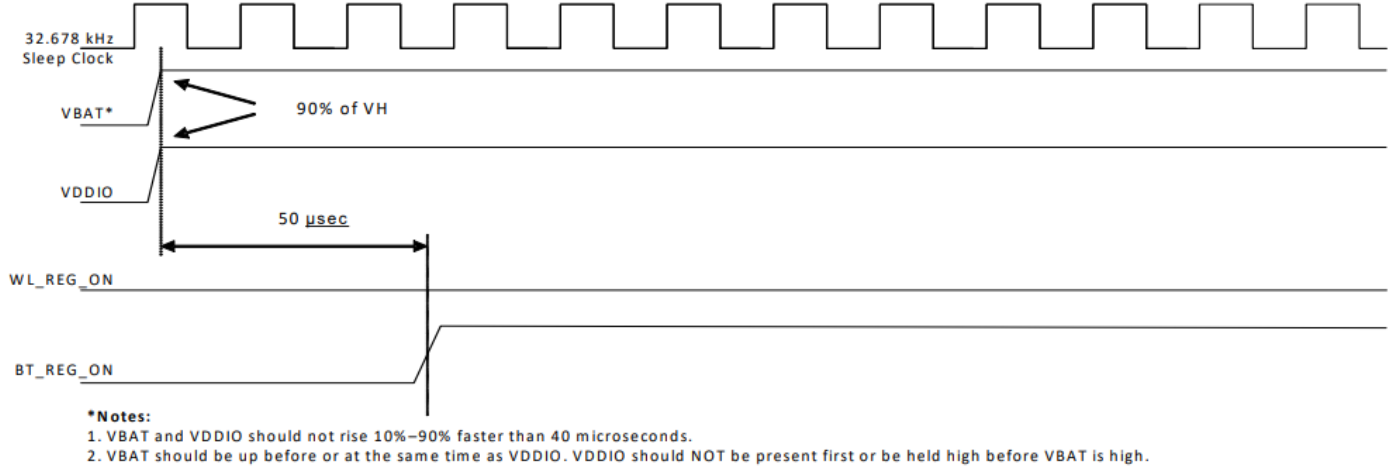 32.678 kHz
Sleep Clock
VBAT*
90% of VH
VDDIO
50 µsec
WL_REG_ON
BT_REG_ON
*Notes:
1. VBAT and VDDIO should not rise 10%–90% faster than 40 microseconds.
2. VBAT should be up before or at the same time as VDDIO. VDDIO should NOT be present first or be held high before VBAT is high.